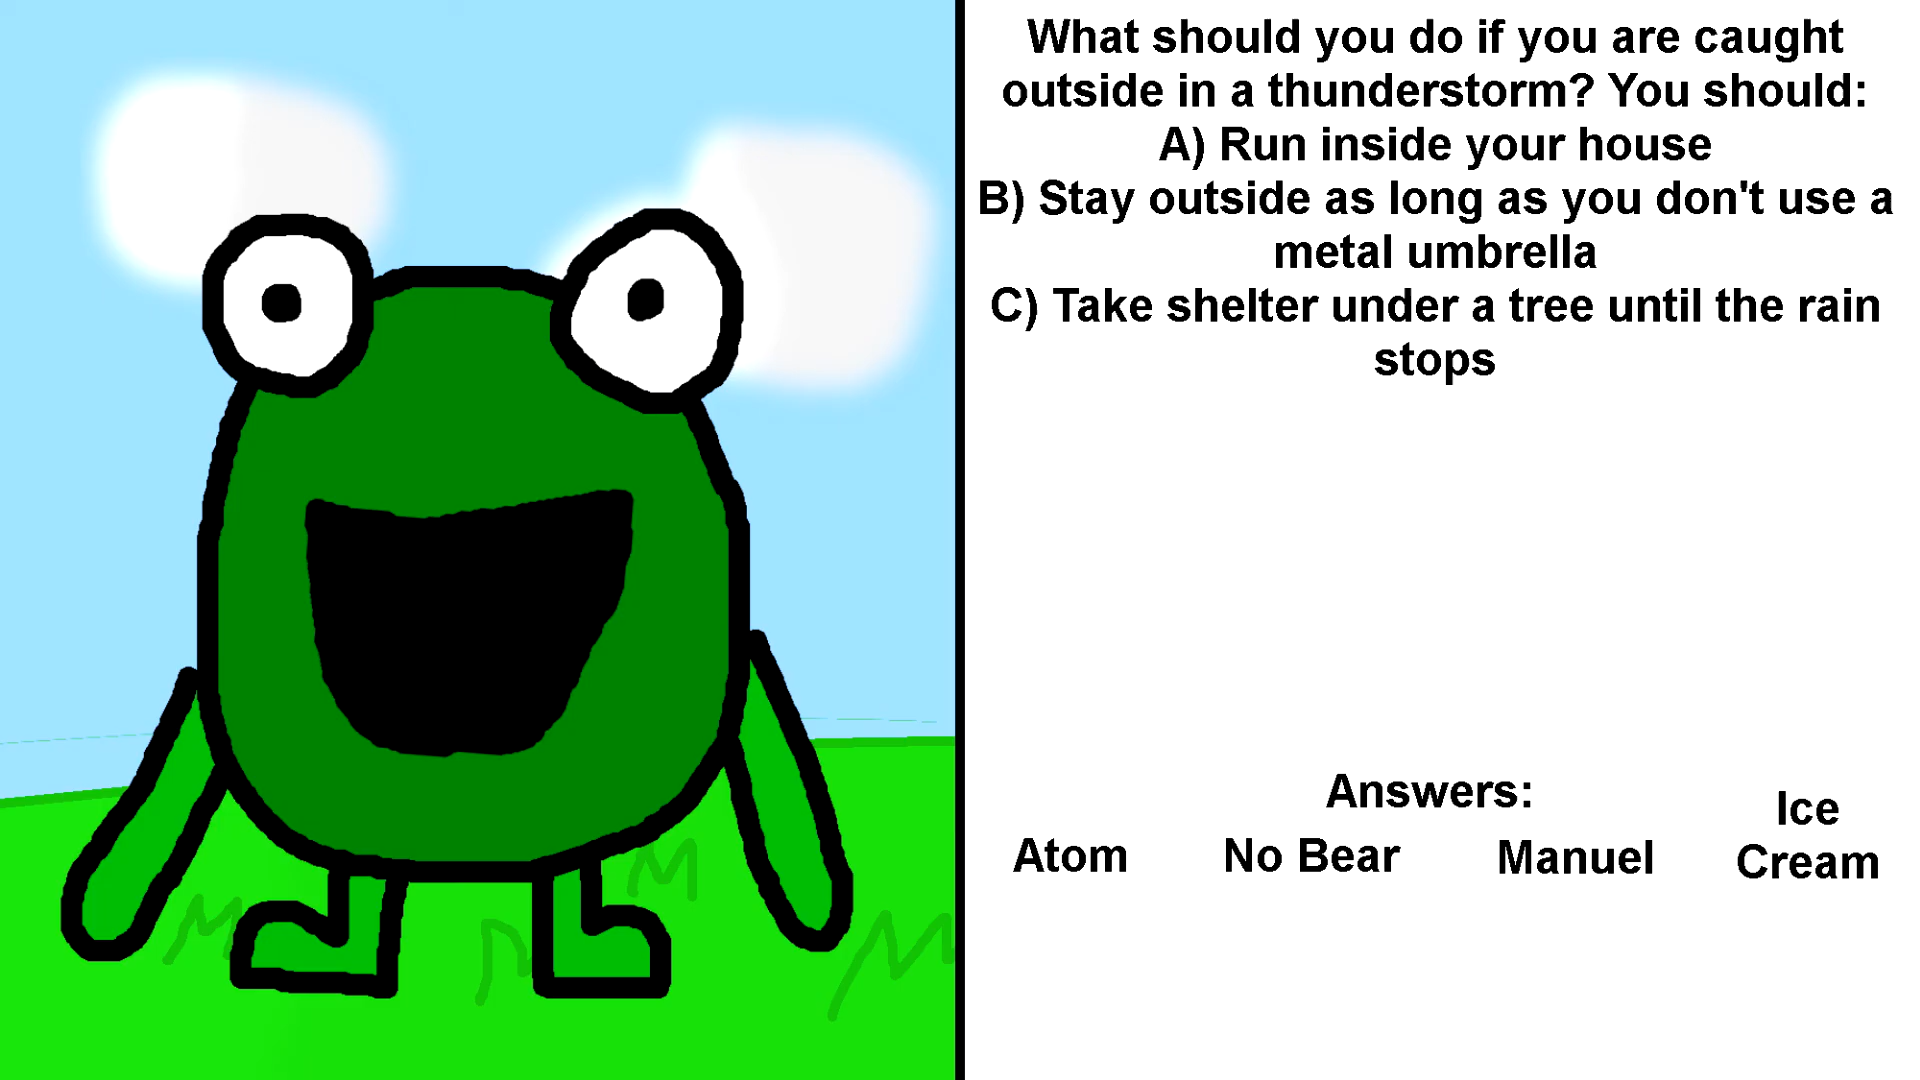 What should you do if you are caught
outside in a thunderstorm? You should:
A) Run inside your house
B) Stay outside as long as you don't use a
metal umbrella
C) Take shelter under a tree until the rain
stops
Answers:
Atom
No Bear
Manuel
Ice
Cream